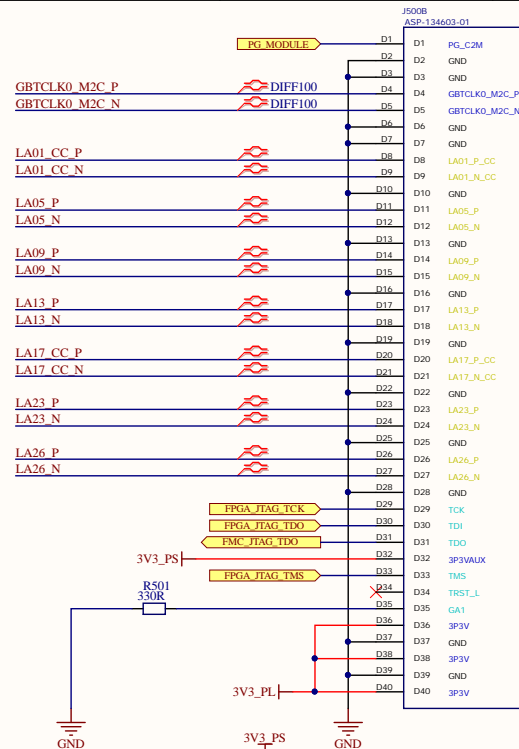 J500B
ASP-134603-01
PG_MODULE D1 D1 PG_C2M
D2 D2 GND
D3 D3 GND
GBTCLK0_M2C_P DIFF100 D4 D4 GBTCLK0_M2C_P
GBTCLK0_M2C_N DIFF100 D5 D5 GBTCLK0_M2C_N
D6 D6 GND
D7 D7 GND
LA01_CC_P D8 D8 LA01_P_CC
LA01_CC_N D9 D9 LA01_N_CC
D10 D10 GND
LA05_P D11 D11 LA05_P
LA05_N D12 D12 LA05_N
D13 D13 GND
LA09_P D14 D14 LA09_P
LA09_N D15 D15 LA09_N
D16 D16 GND
LA13_P D17 D17 LA13_P
LA13_N D18 D18 LA13_N
D19 D19 GND
LA17_CC_P D20 D20 LA17_P_CC
LA17_CC_N D21 D21 LA17_N_CC
D22 D22 GND
LA23_P D23 D23 LA23_P
LA23_N D24 D24 LA23_N
D25 D25 GND
LA26_P D26 D26 LA26_P
LA26_N D27 D27 LA26_N
D28 D28 GND
FPGA_JTAG_TCK D29 D29 TCK
FPGA_JTAG_TDO D30 D30 TDI
FMC_JTAG_TDO D31 D31 TDO
3V3_PS D32 D32 3P3VAUX
FPGA_JTAG_TMS D33 D33 TMS
D34 D34 TRST_L
R501
330R D35 D35 GA1
D36 D36 3P3V
D37 D37 GND
D38 D38 3P3V
D39 D39 GND
3V3_PL D40 D40 3P3V
GND 3V3_PS GND